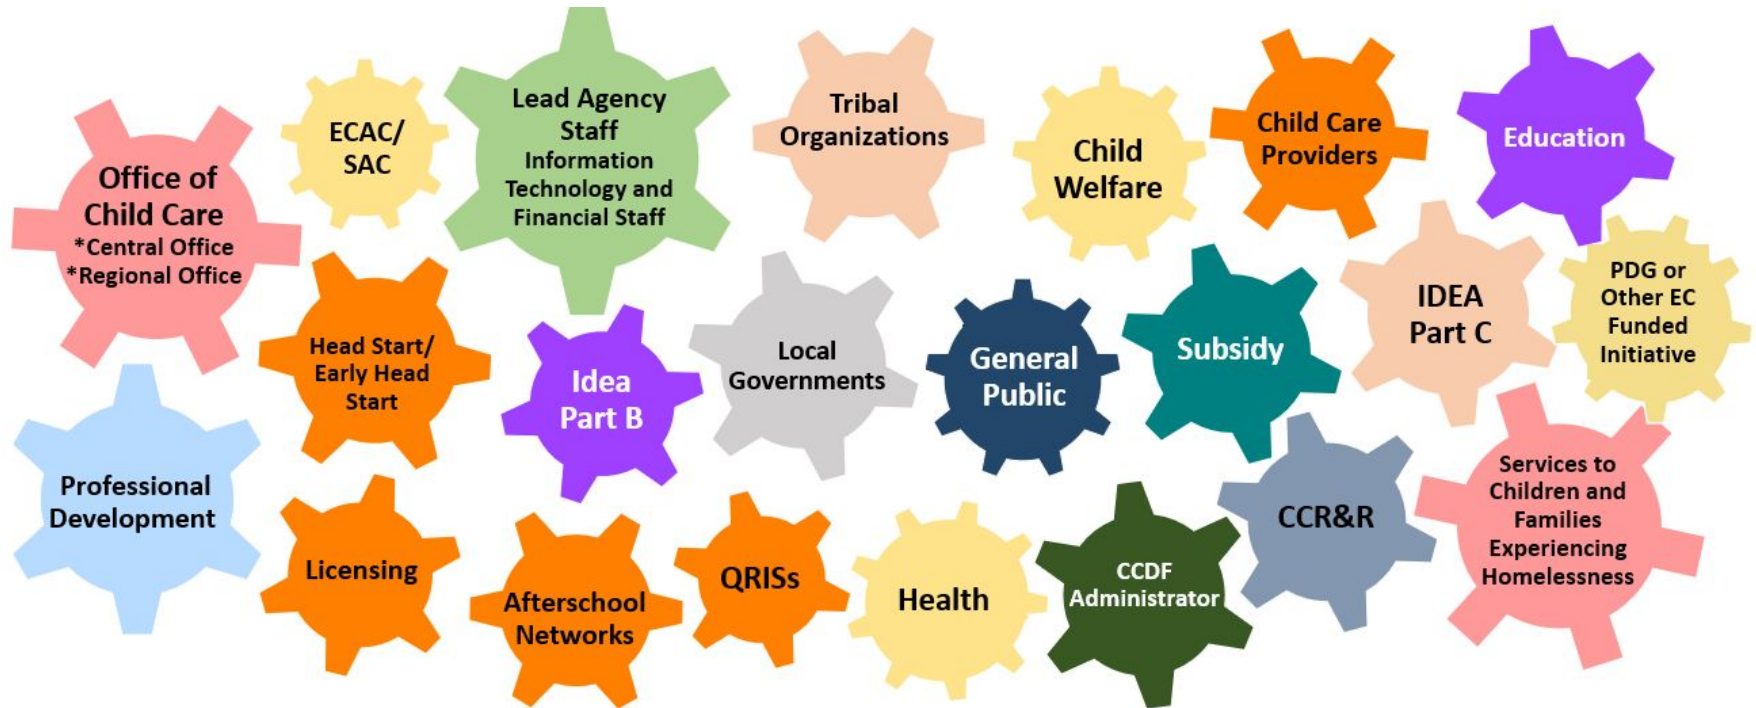 Office of
Child Care
*Central Office
*Regional Office
ECAC/
SAC
Lead Agency
Staff
Information
Technology and
Financial Staff
Tribal
Organizations
Child
Welfare
Child Care
Providers
Education
Head Start/
Early Head
Start
Idea
Part B
Local
Governments
General
Public
Subsidy
IDEA
Part C
PDG or
Other EC
Funded
Initiative
Professional
Development
Licensing
Afterschool
Networks
QRISs
Health
CCDF
Administrator
CCR&R
Services to
Children and
Families
Experiencing
Homelessness